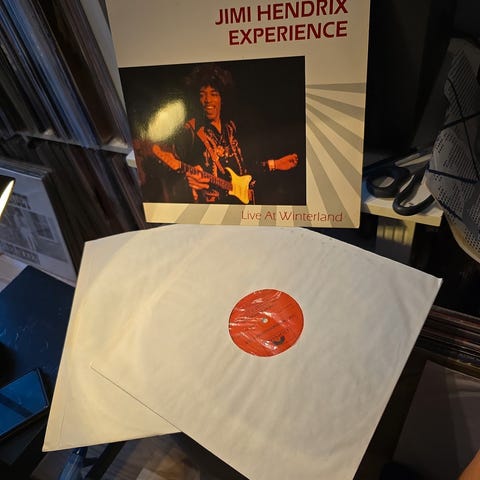 JIMI HENDRIX
EXPERIENCE
Live At Winterland